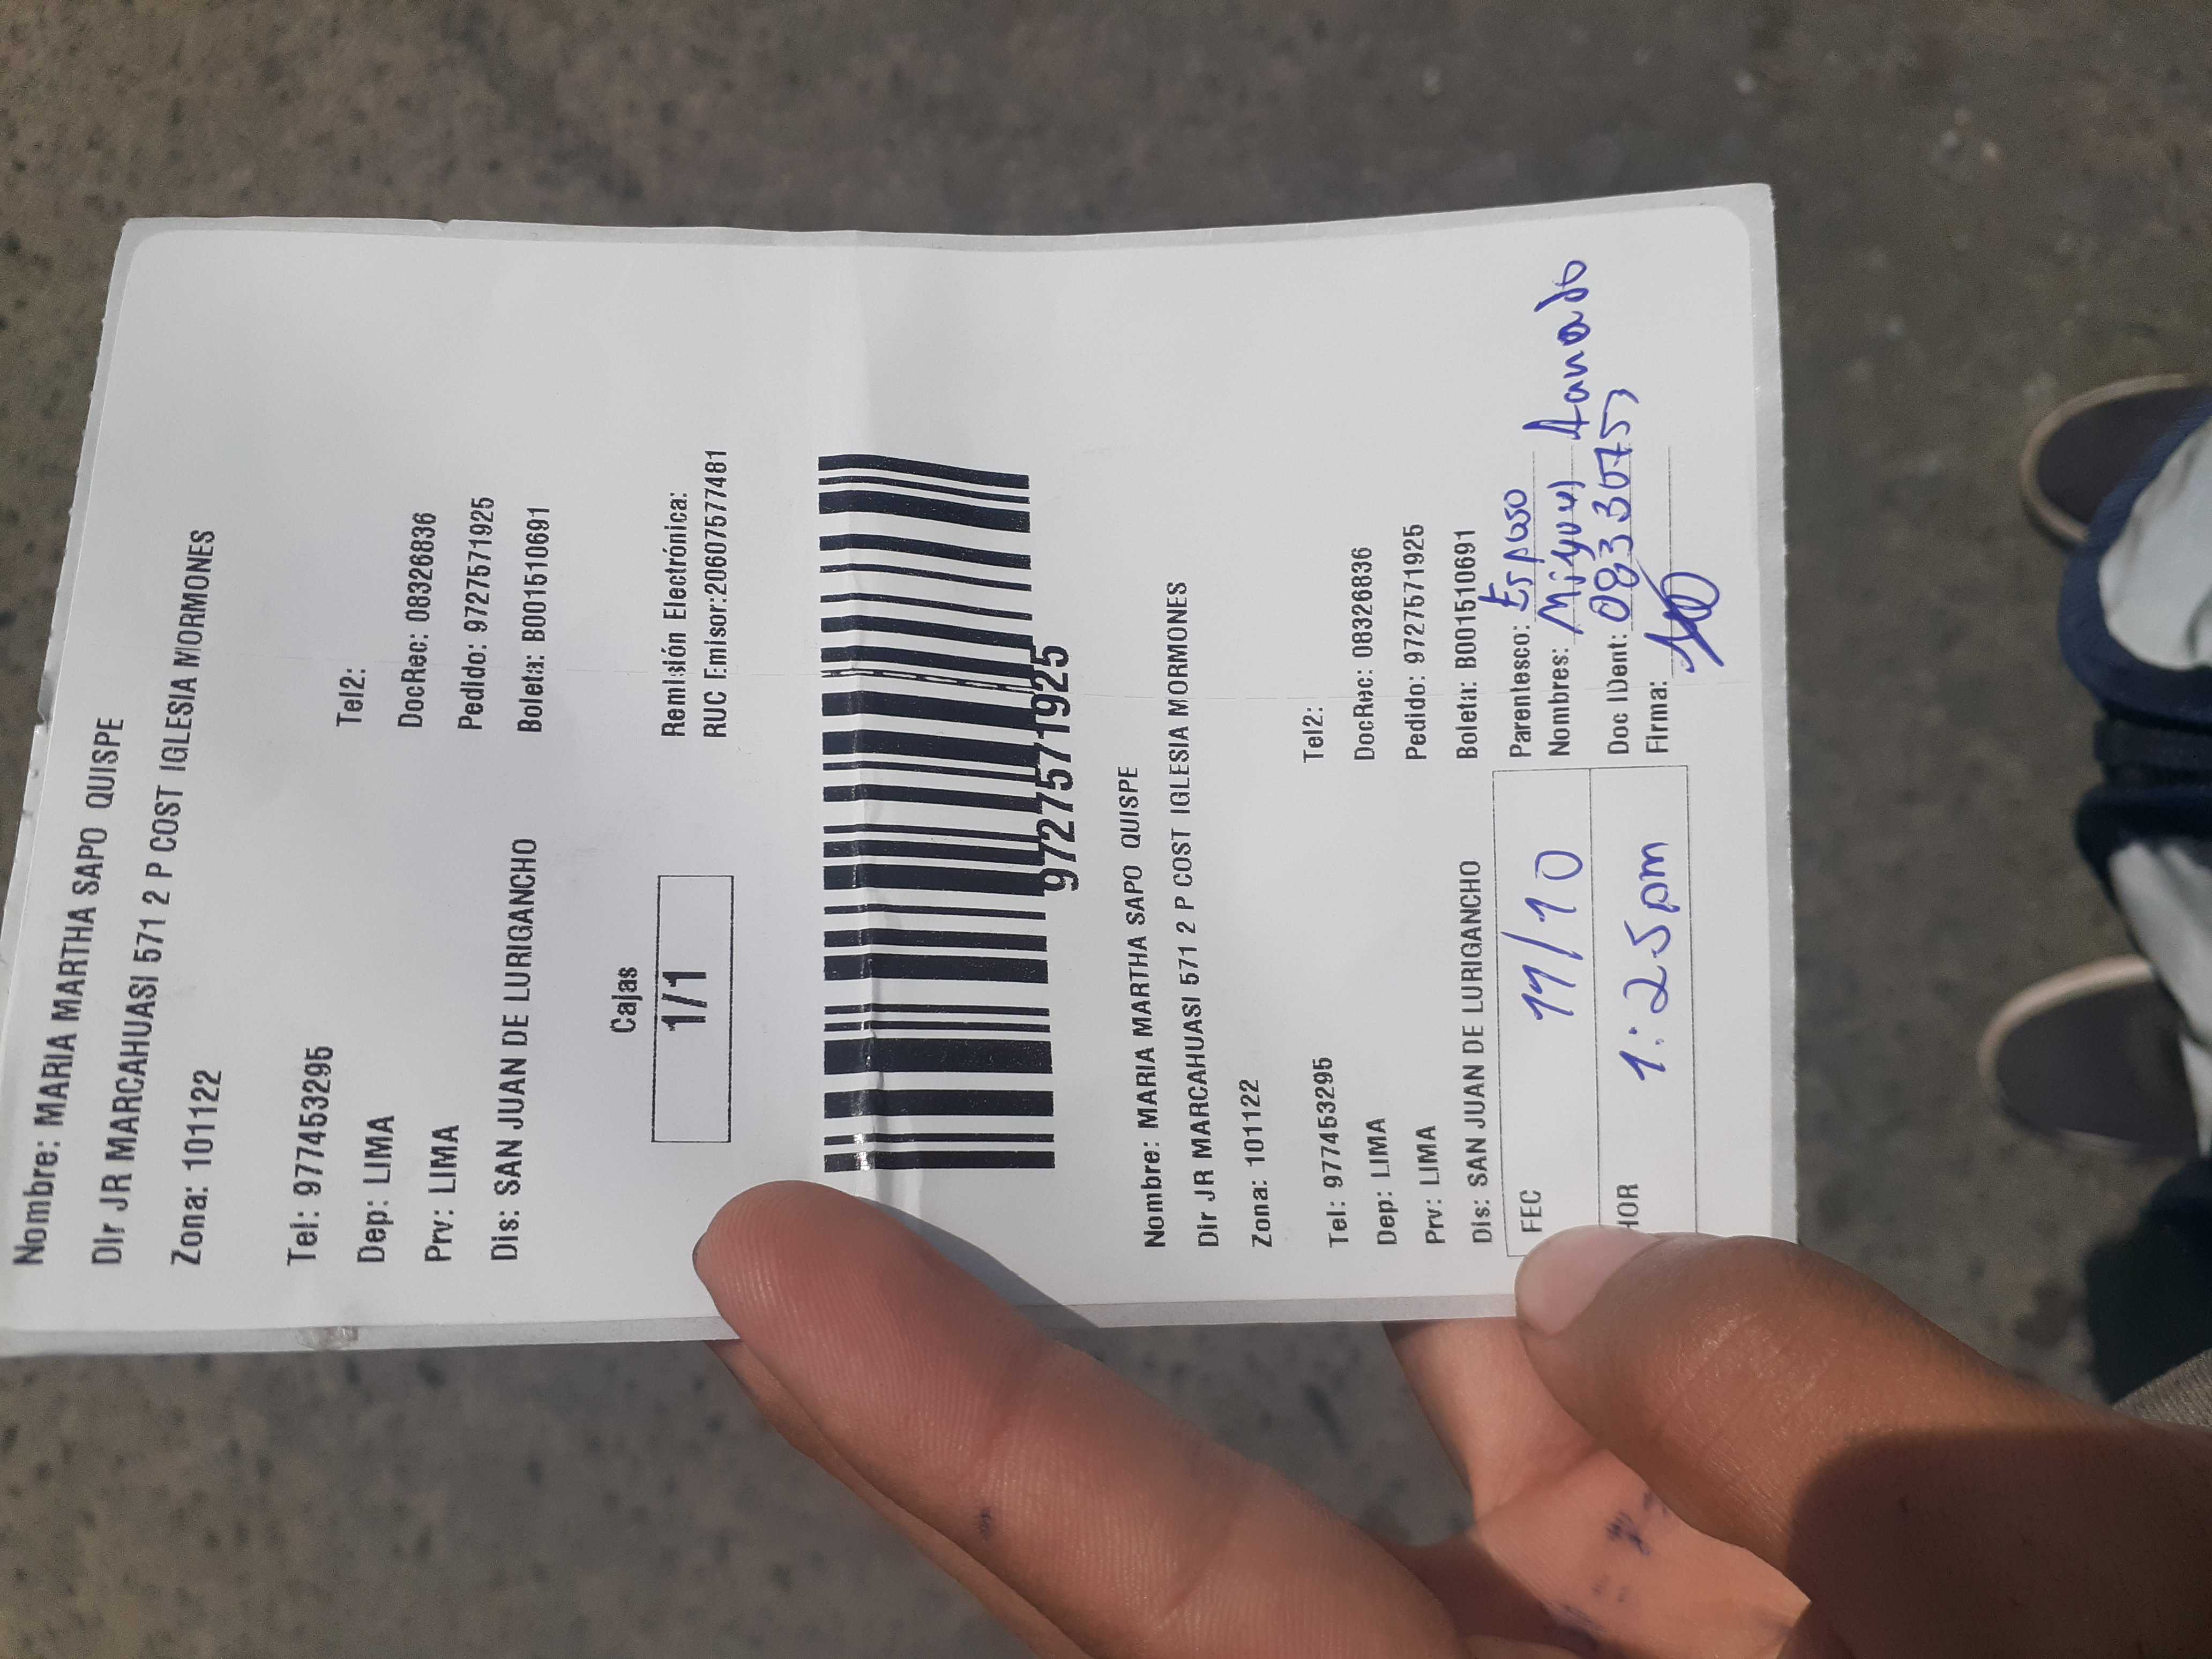 Nombre: MARIA MARTHA SAPO QUISPE
Dir JR MARCAHUASI 571 2 P COST IGLESIA MORMONES
Zona: 101122
Tel: 977453295 Tel2:
Dep: LIMA DocRec: 08326836
Prv: LIMA Pedido: 9727571925
Dis: SAN JUAN DE LURIGANCHO Boleta: B001510691
Cajas
1/1
Remisión Electrónica:
RUC Emisor:20607577481
9727571925
Nombre: MARIA MARTHA SAPO QUISPE
Dir JR MARCAHUASI 571 2 P COST IGLESIA MORMONES
Zona: 101122
Tel: 977453295 Tel2:
Dep: LIMA DocRec: 08326836
Prv: LIMA Pedido: 9727571925
Dis: SAN JUAN DE LURIGANCHO Boleta: B001510691
FEC 11/10 Parentesco: Esposo
Nombres: Miguel
HOR 1:25pm Doc IDent:
Firma: